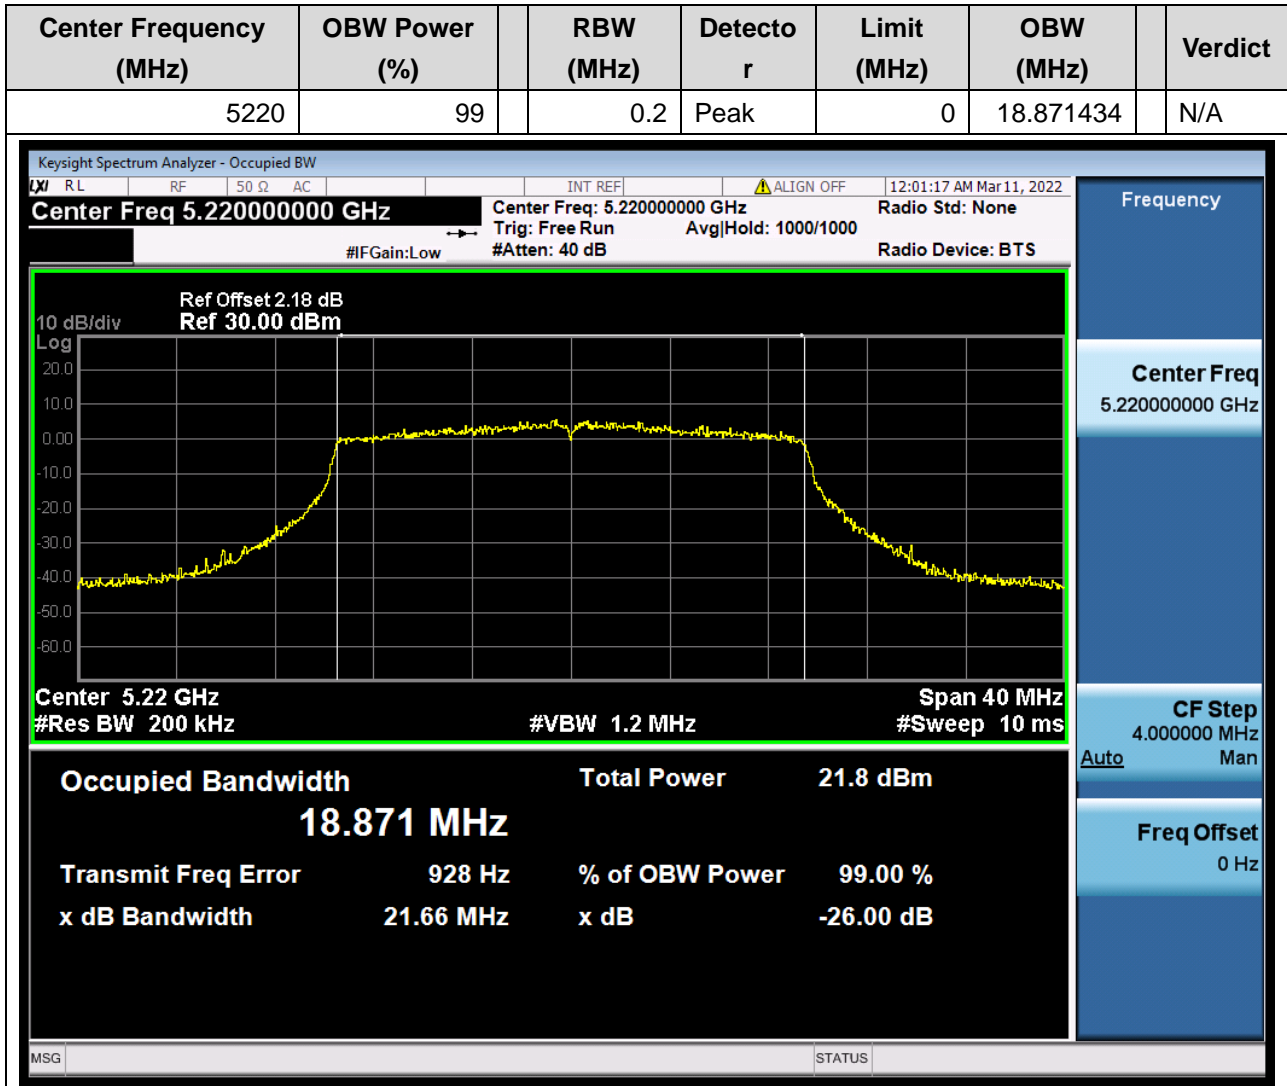 Center Frequency (MHz) OBW Power (%) RBW (MHz) Detecto r Limit (MHz) OBW (MHz) Verdict
5220 99 0.2 Peak 0 18.871434 N/A
Keysight Spectrum Analyzer - Occupied BW
LXI RL RF 50 Ω AC INT REF ALIGN OFF 12:01:17 AM Mar 11, 2022
Center Freq 5.220000000 GHz Center Freq: 5.220000000 GHz Radio Std: None
Trig: Free Run Avg|Hold: 1000/1000
#IFGain:Low #Atten: 40 dB Radio Device: BTS
Frequency
Ref Offset 2.18 dB
10 dB/div Ref 30.00 dBm
Log
20.0
10.0
0.00
-10.0
-20.0
-30.0
-40.0
-50.0
-60.0
Center 5.22 GHz Span 40 MHz
#Res BW 200 kHz #VBW 1.2 MHz #Sweep 10 ms
Center Freq
5.220000000 GHz
CF Step
4.000000 MHz
Auto Man
Freq Offset
0 Hz
Occupied Bandwidth Total Power 21.8 dBm
18.871 MHz
Transmit Freq Error 928 Hz % of OBW Power 99.00 %
x dB Bandwidth 21.66 MHz x dB -26.00 dB
MSG STATUS